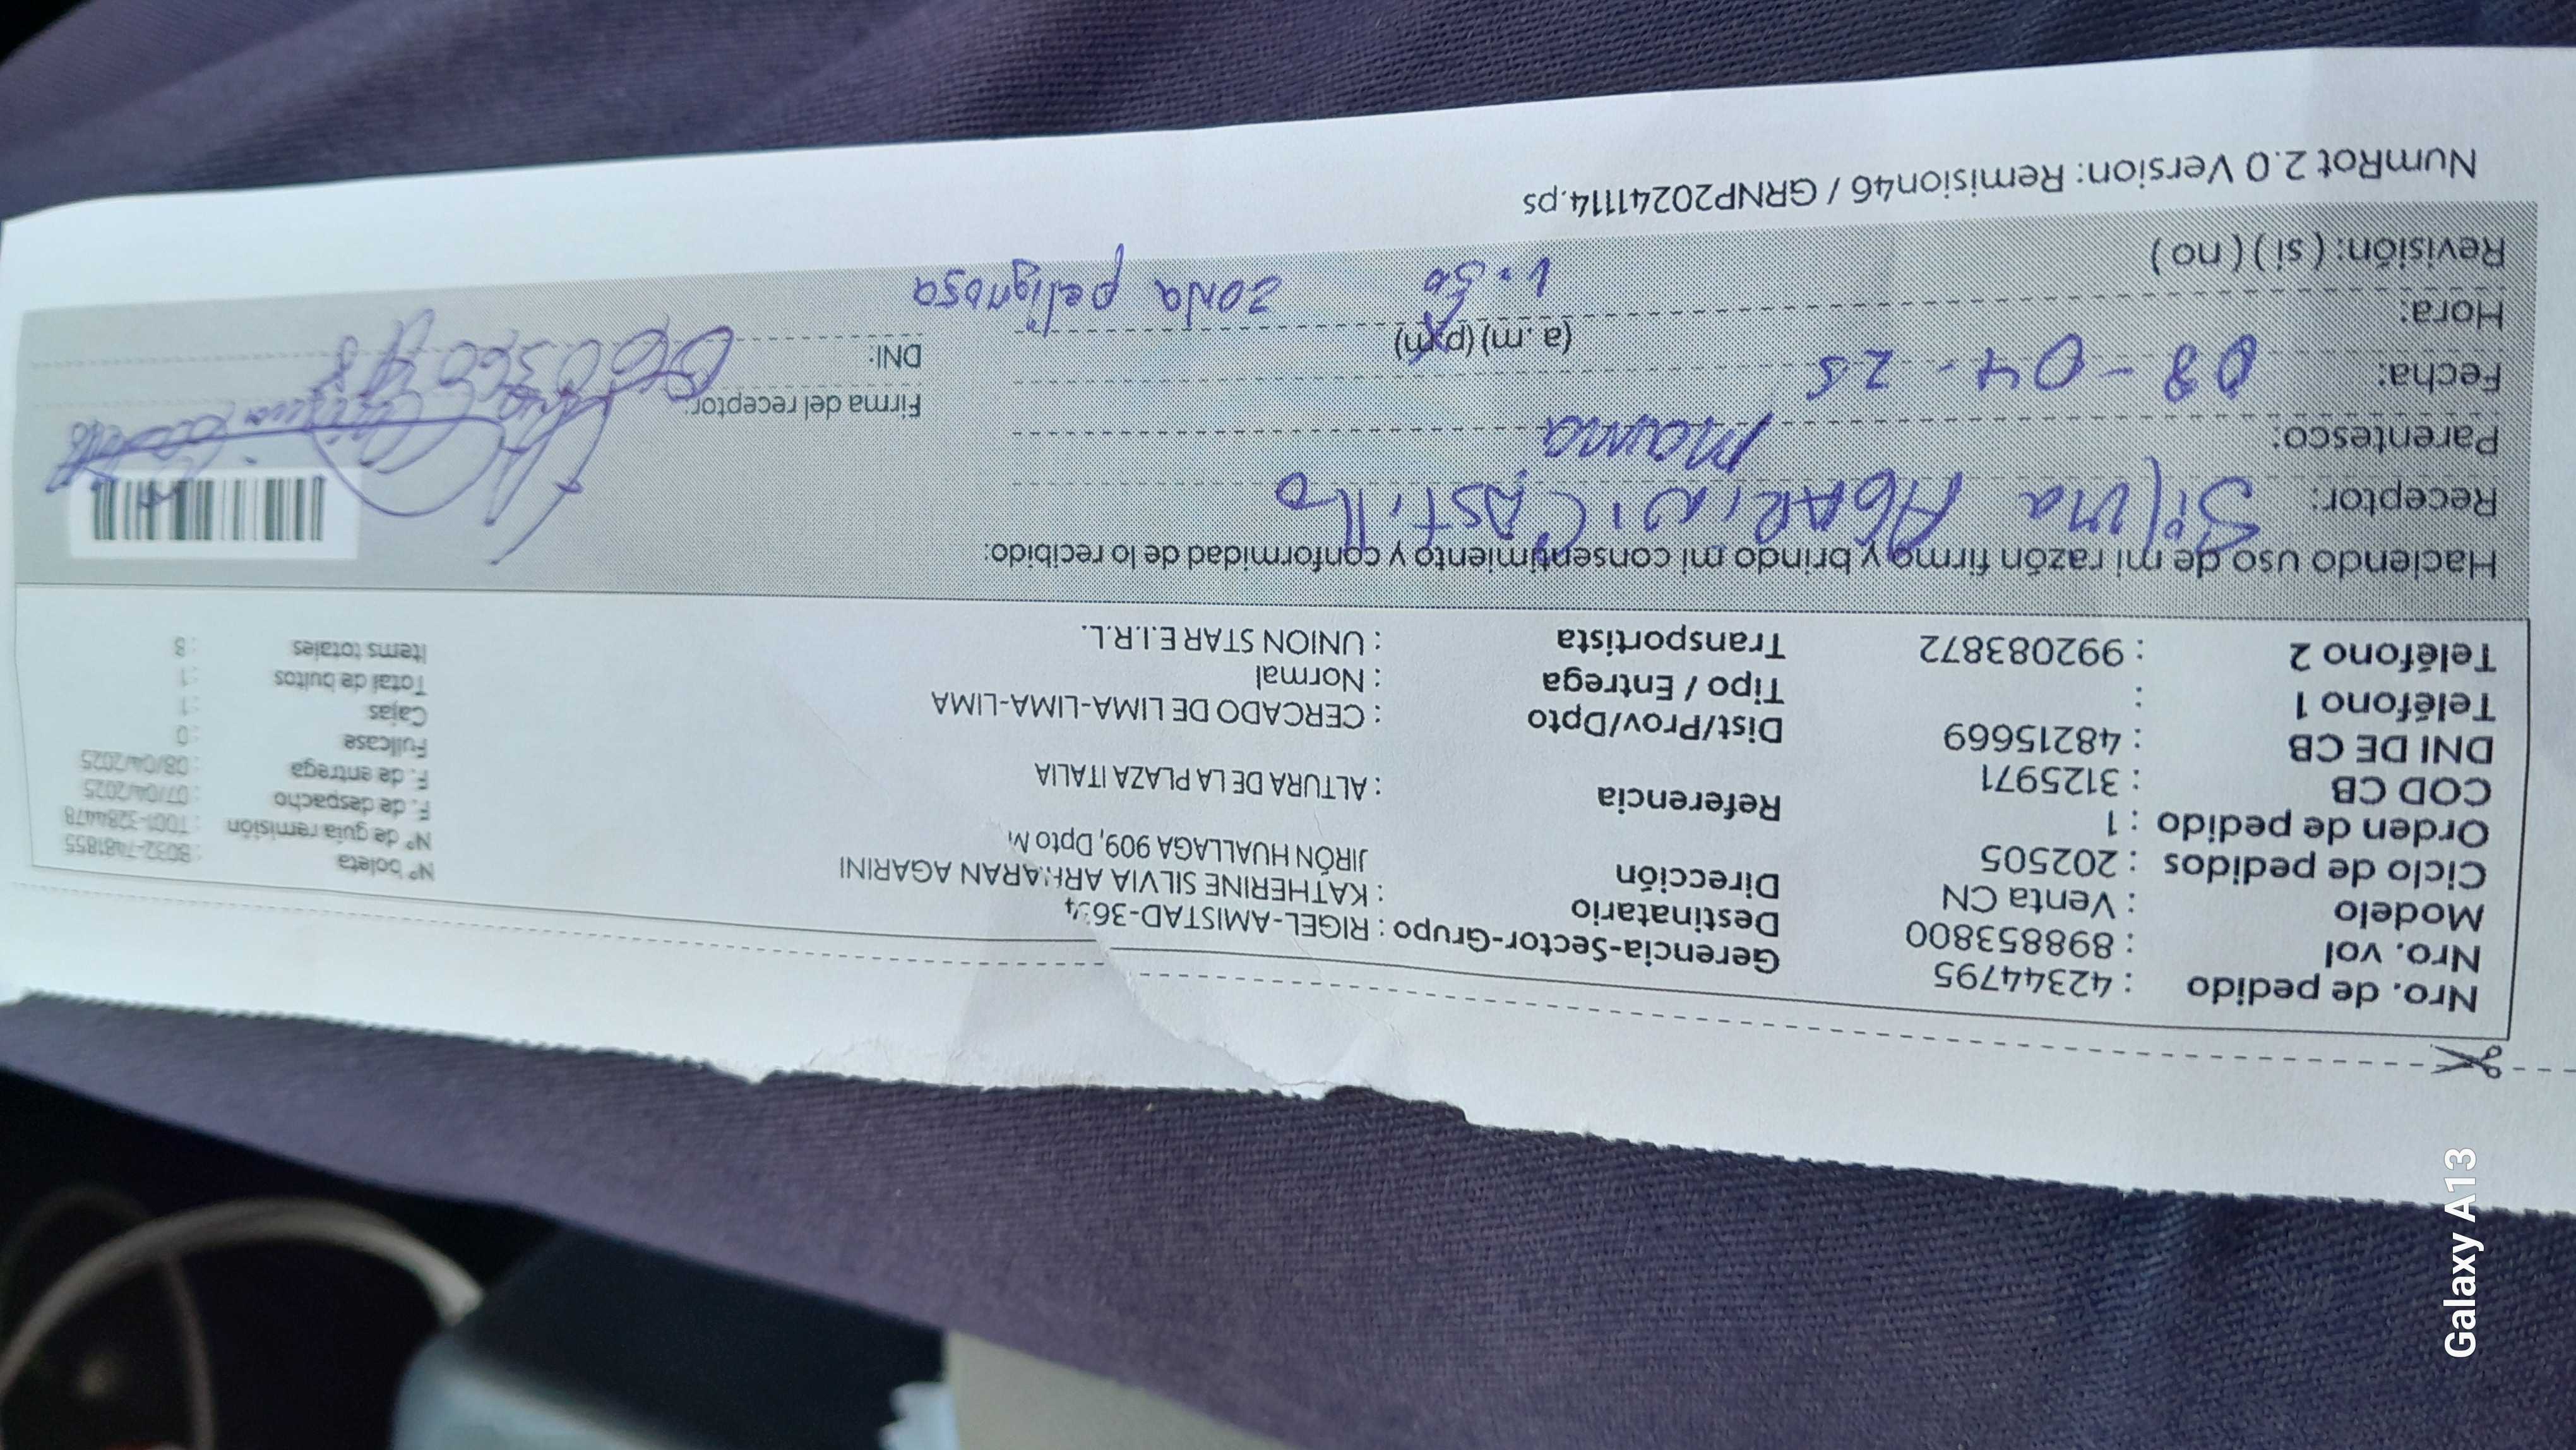 Nro. de pedido : 42344795
Nro. vol : 898853800
Modelo : Venta CN
Ciclo de pedidos : 202505
Orden de pedido : 1
COD CB : 3125971
DNI DE CB : 48215669
Teléfono 1 :
Teléfono 2 : 992083872
Gerencia-Sector-Grupo : RIGEL-AMISTAD-36
Destinatario : KATHERINE SILVIA AGARINI
Dirección JIRÓN HUALLAGA 909, Dpto
Referencia : ALTURA DE LA PLAZA ITALIA
Dist/Prov/Dpto : CERCADO DE LIMA-LIMA-LIMA
Tipo / Entrega : Normal
Transportista : UNION STAR E.I.R.L.
N° boleta : B032-7481855
N° de guía remisión : T001-3284478
F. de despacho : 07/04/2025
F. de entrega : 08/04/2025
Fullcase : 0
Cajas : 1
Total de bultos : 1
Items totales : 8
Haciendo uso de mi razón firmo y brindo mi consentimiento y conformidad de lo recibido:
Receptor: Silvia AGARINI CASTillo
Parentesco: mama
Fecha: 08 - 04 - 25
Hora: 1:50 (a. m) (p.m)
Revisión: ( si ) ( no )
zona peligrosa
Firma del receptor:
DNI:
NumRot 2.0 Version: Remision46 / GRNP20241114.ps
Galaxy A13